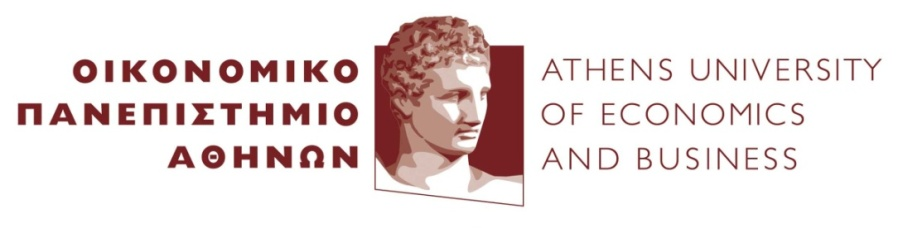 ΟΙΚΟΝΟΜΙΚΟ
ΠΑΝΕΠΙΣΤΗΜΙΟ
ΑΘΗΝΩΝ
ATHENS UNIVERSITY
OF ECONOMICS
AND BUSINESS